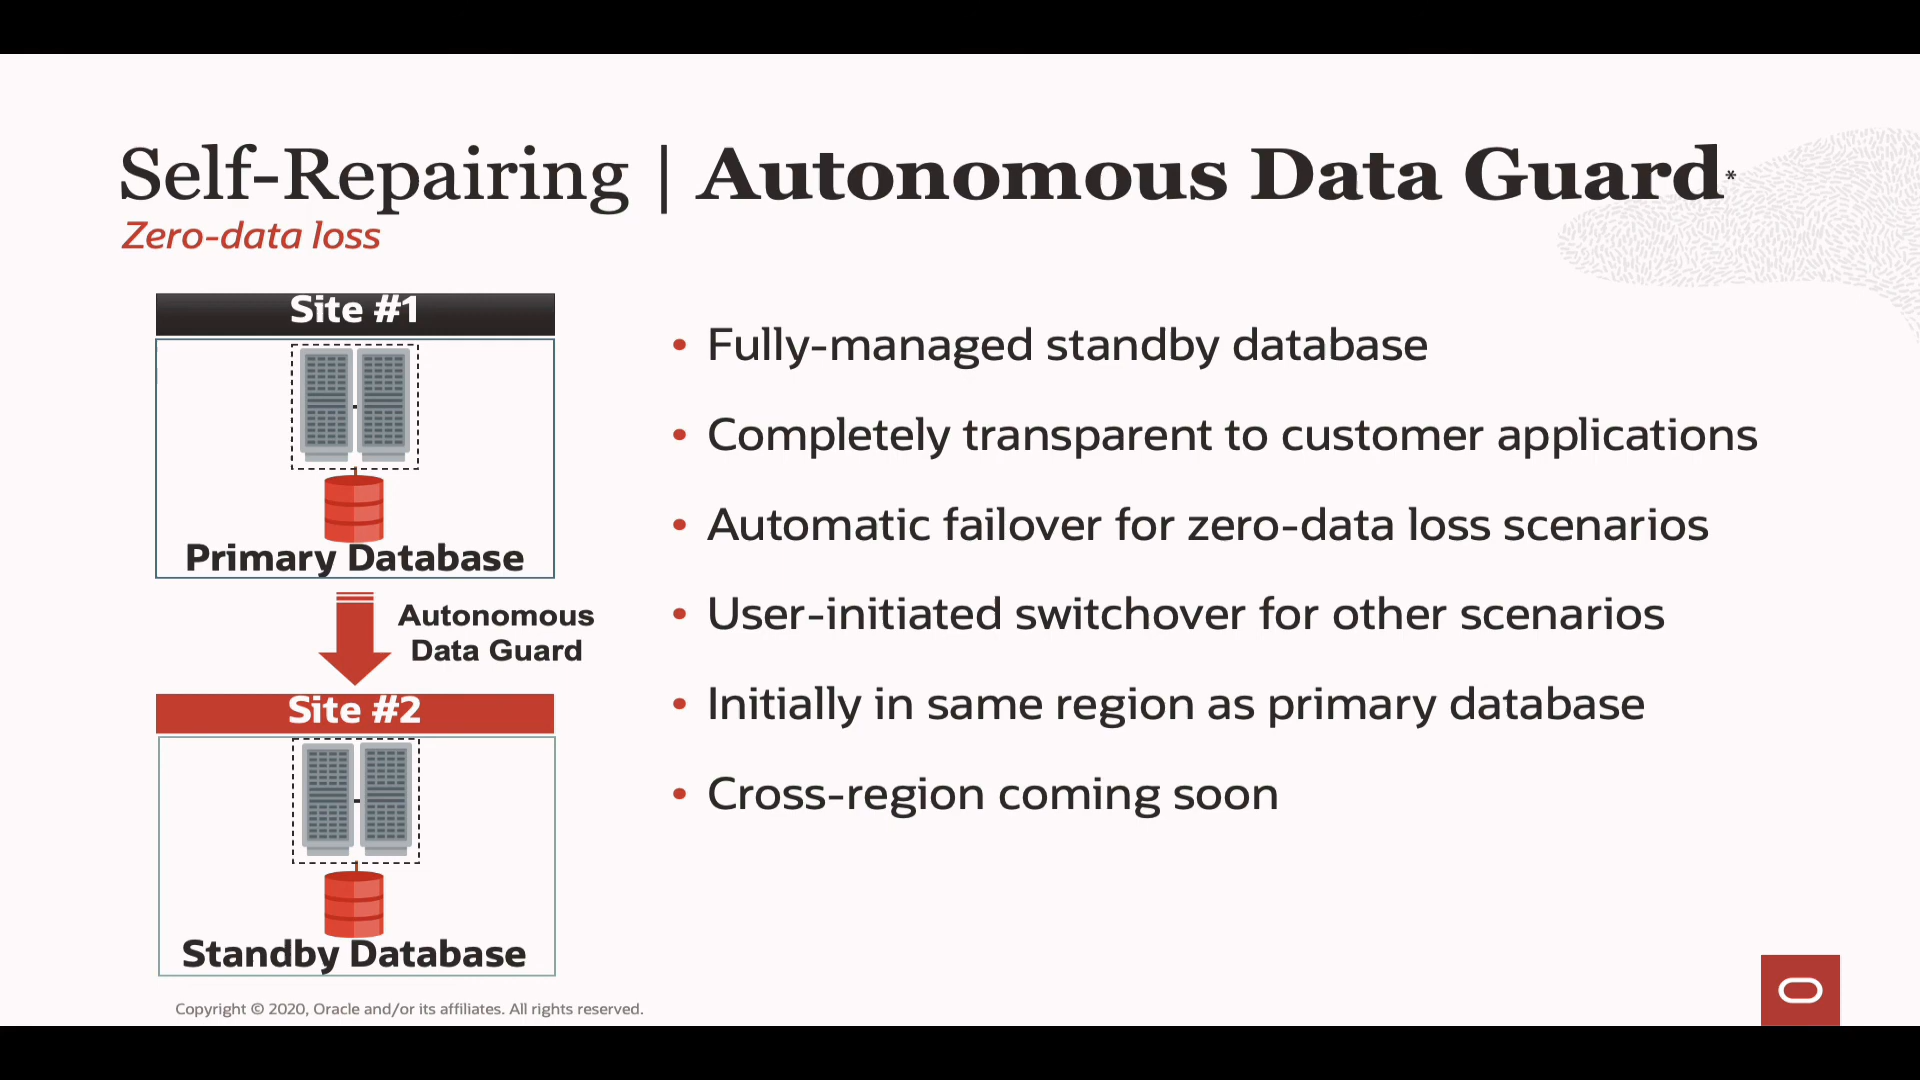 Self-Repairing | Autonomous Data Guard*
Zero-data loss
Site #1
Primary Database
Autonomous
Data Guard
Site #2
Standby Database
• Fully-managed standby database
• Completely transparent to customer applications
• Automatic failover for zero-data loss scenarios
• User-initiated switchover for other scenarios
• Initially in same region as primary database
• Cross-region coming soon
Copyright © 2020, Oracle and/or its affiliates. All rights reserved.